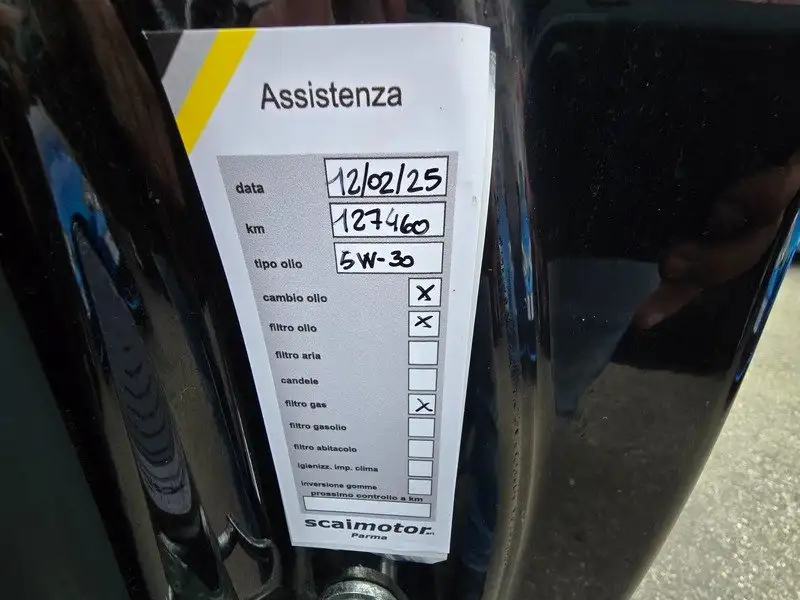 Assistenza
data 12/02/25
km 127460
tipo olio 5W-30
cambio olio X
filtro olio X
filtro aria
candele
filtro gas X
filtro gasolio
filtro abitacolo
igienizz. imp. clima
inversione gomme
prossimo controllo a km
scaimotor srl
Parma